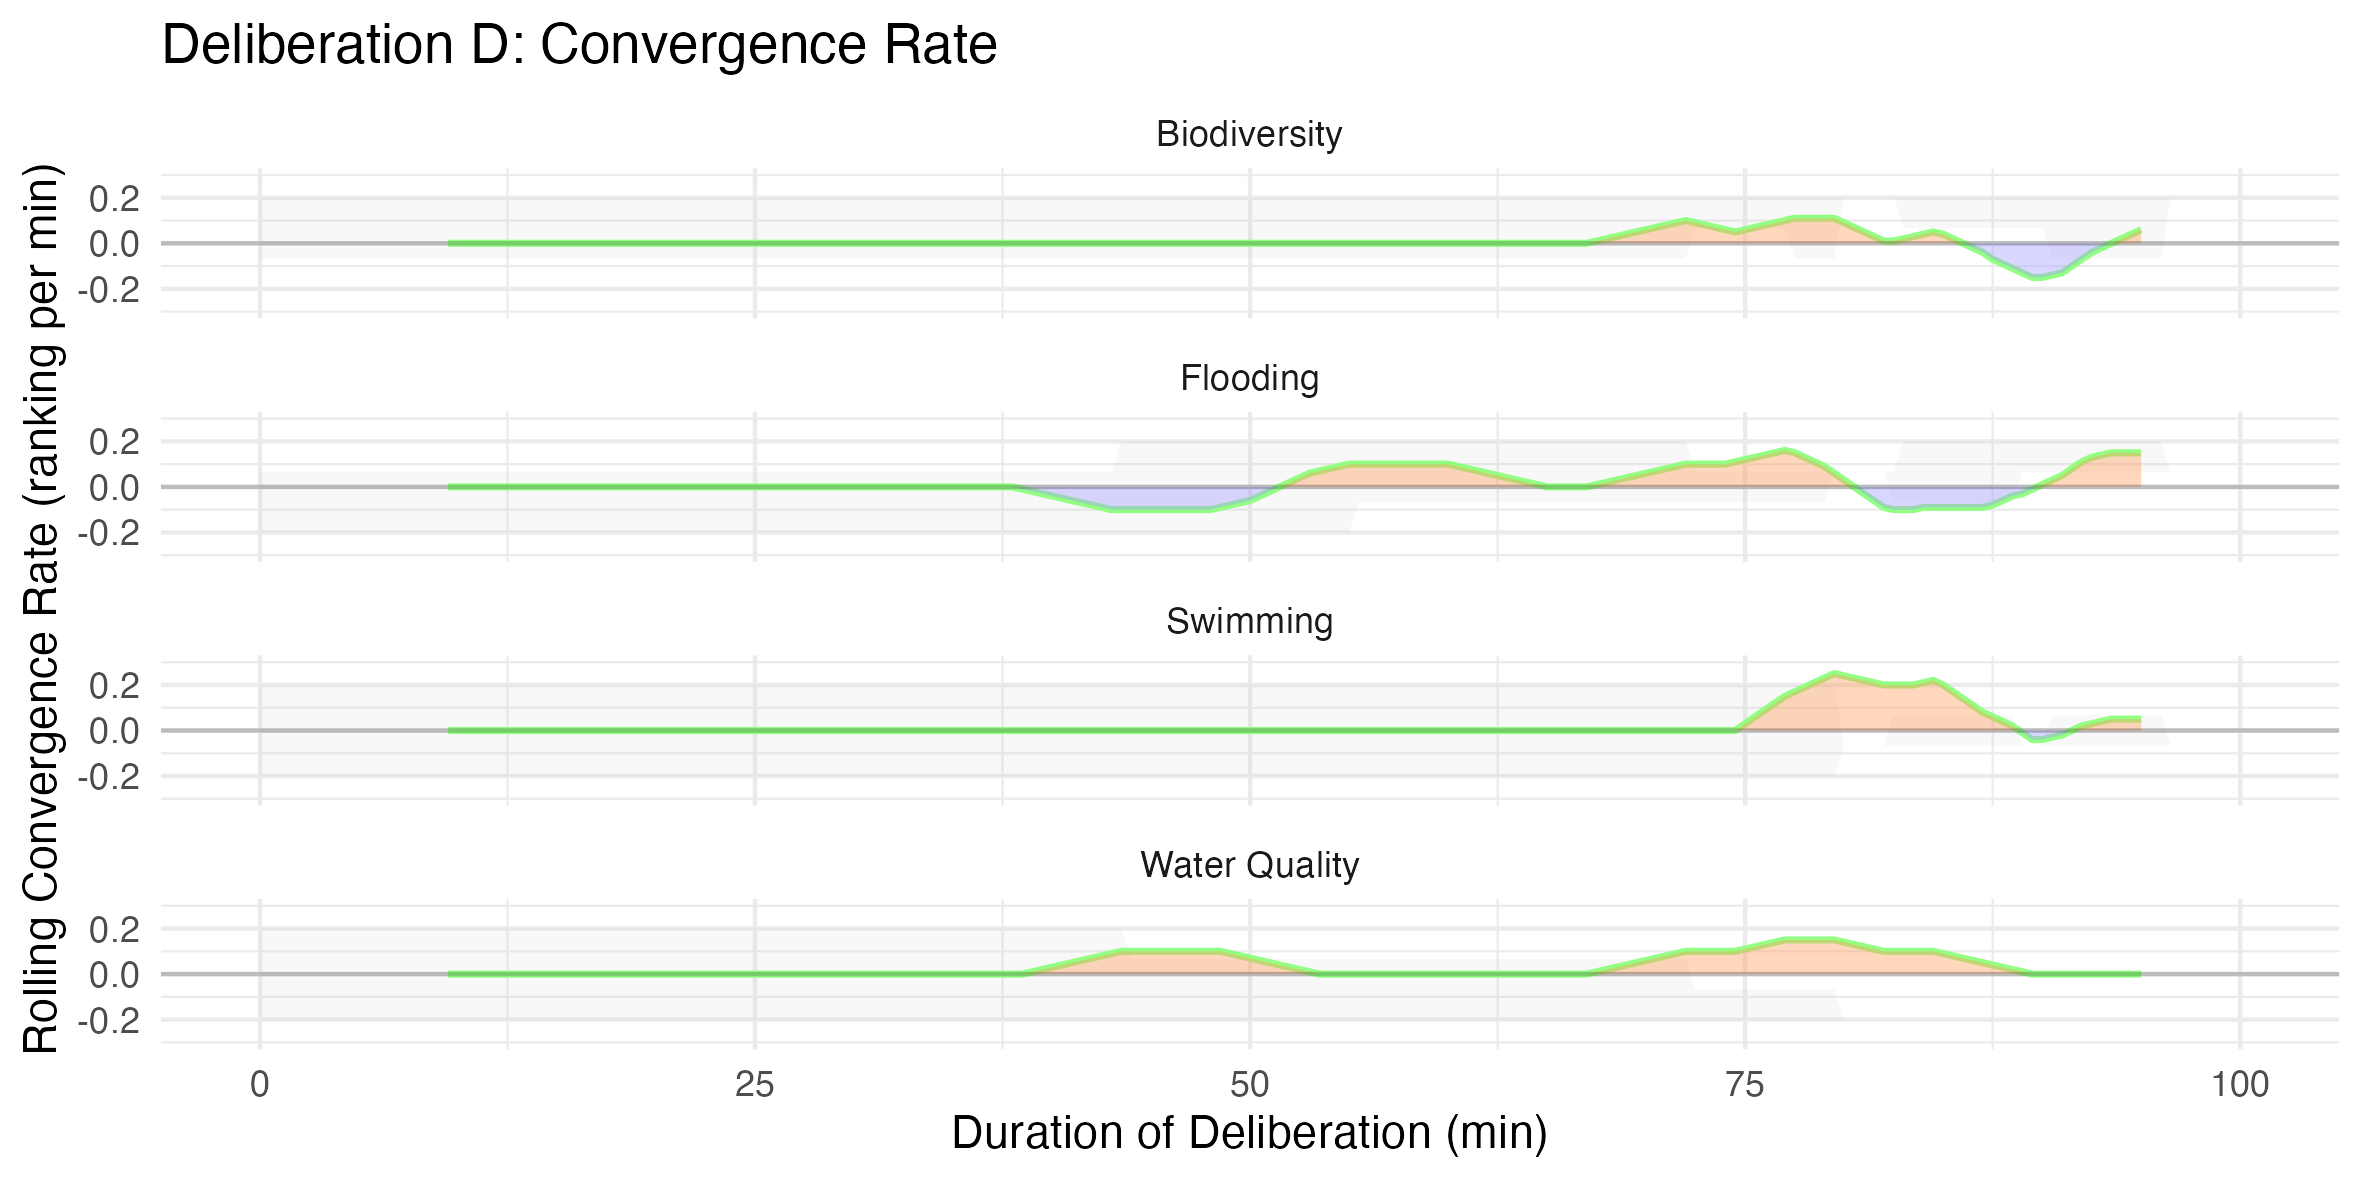 Deliberation D: Convergence Rate
Rolling Convergence Rate (ranking per min)
Biodiversity
0.2
0.0
-0.2
Flooding
0.2
0.0
-0.2
Swimming
0.2
0.0
-0.2
Water Quality
0.2
0.0
-0.2
0 25 50 75 100
Duration of Deliberation (min)